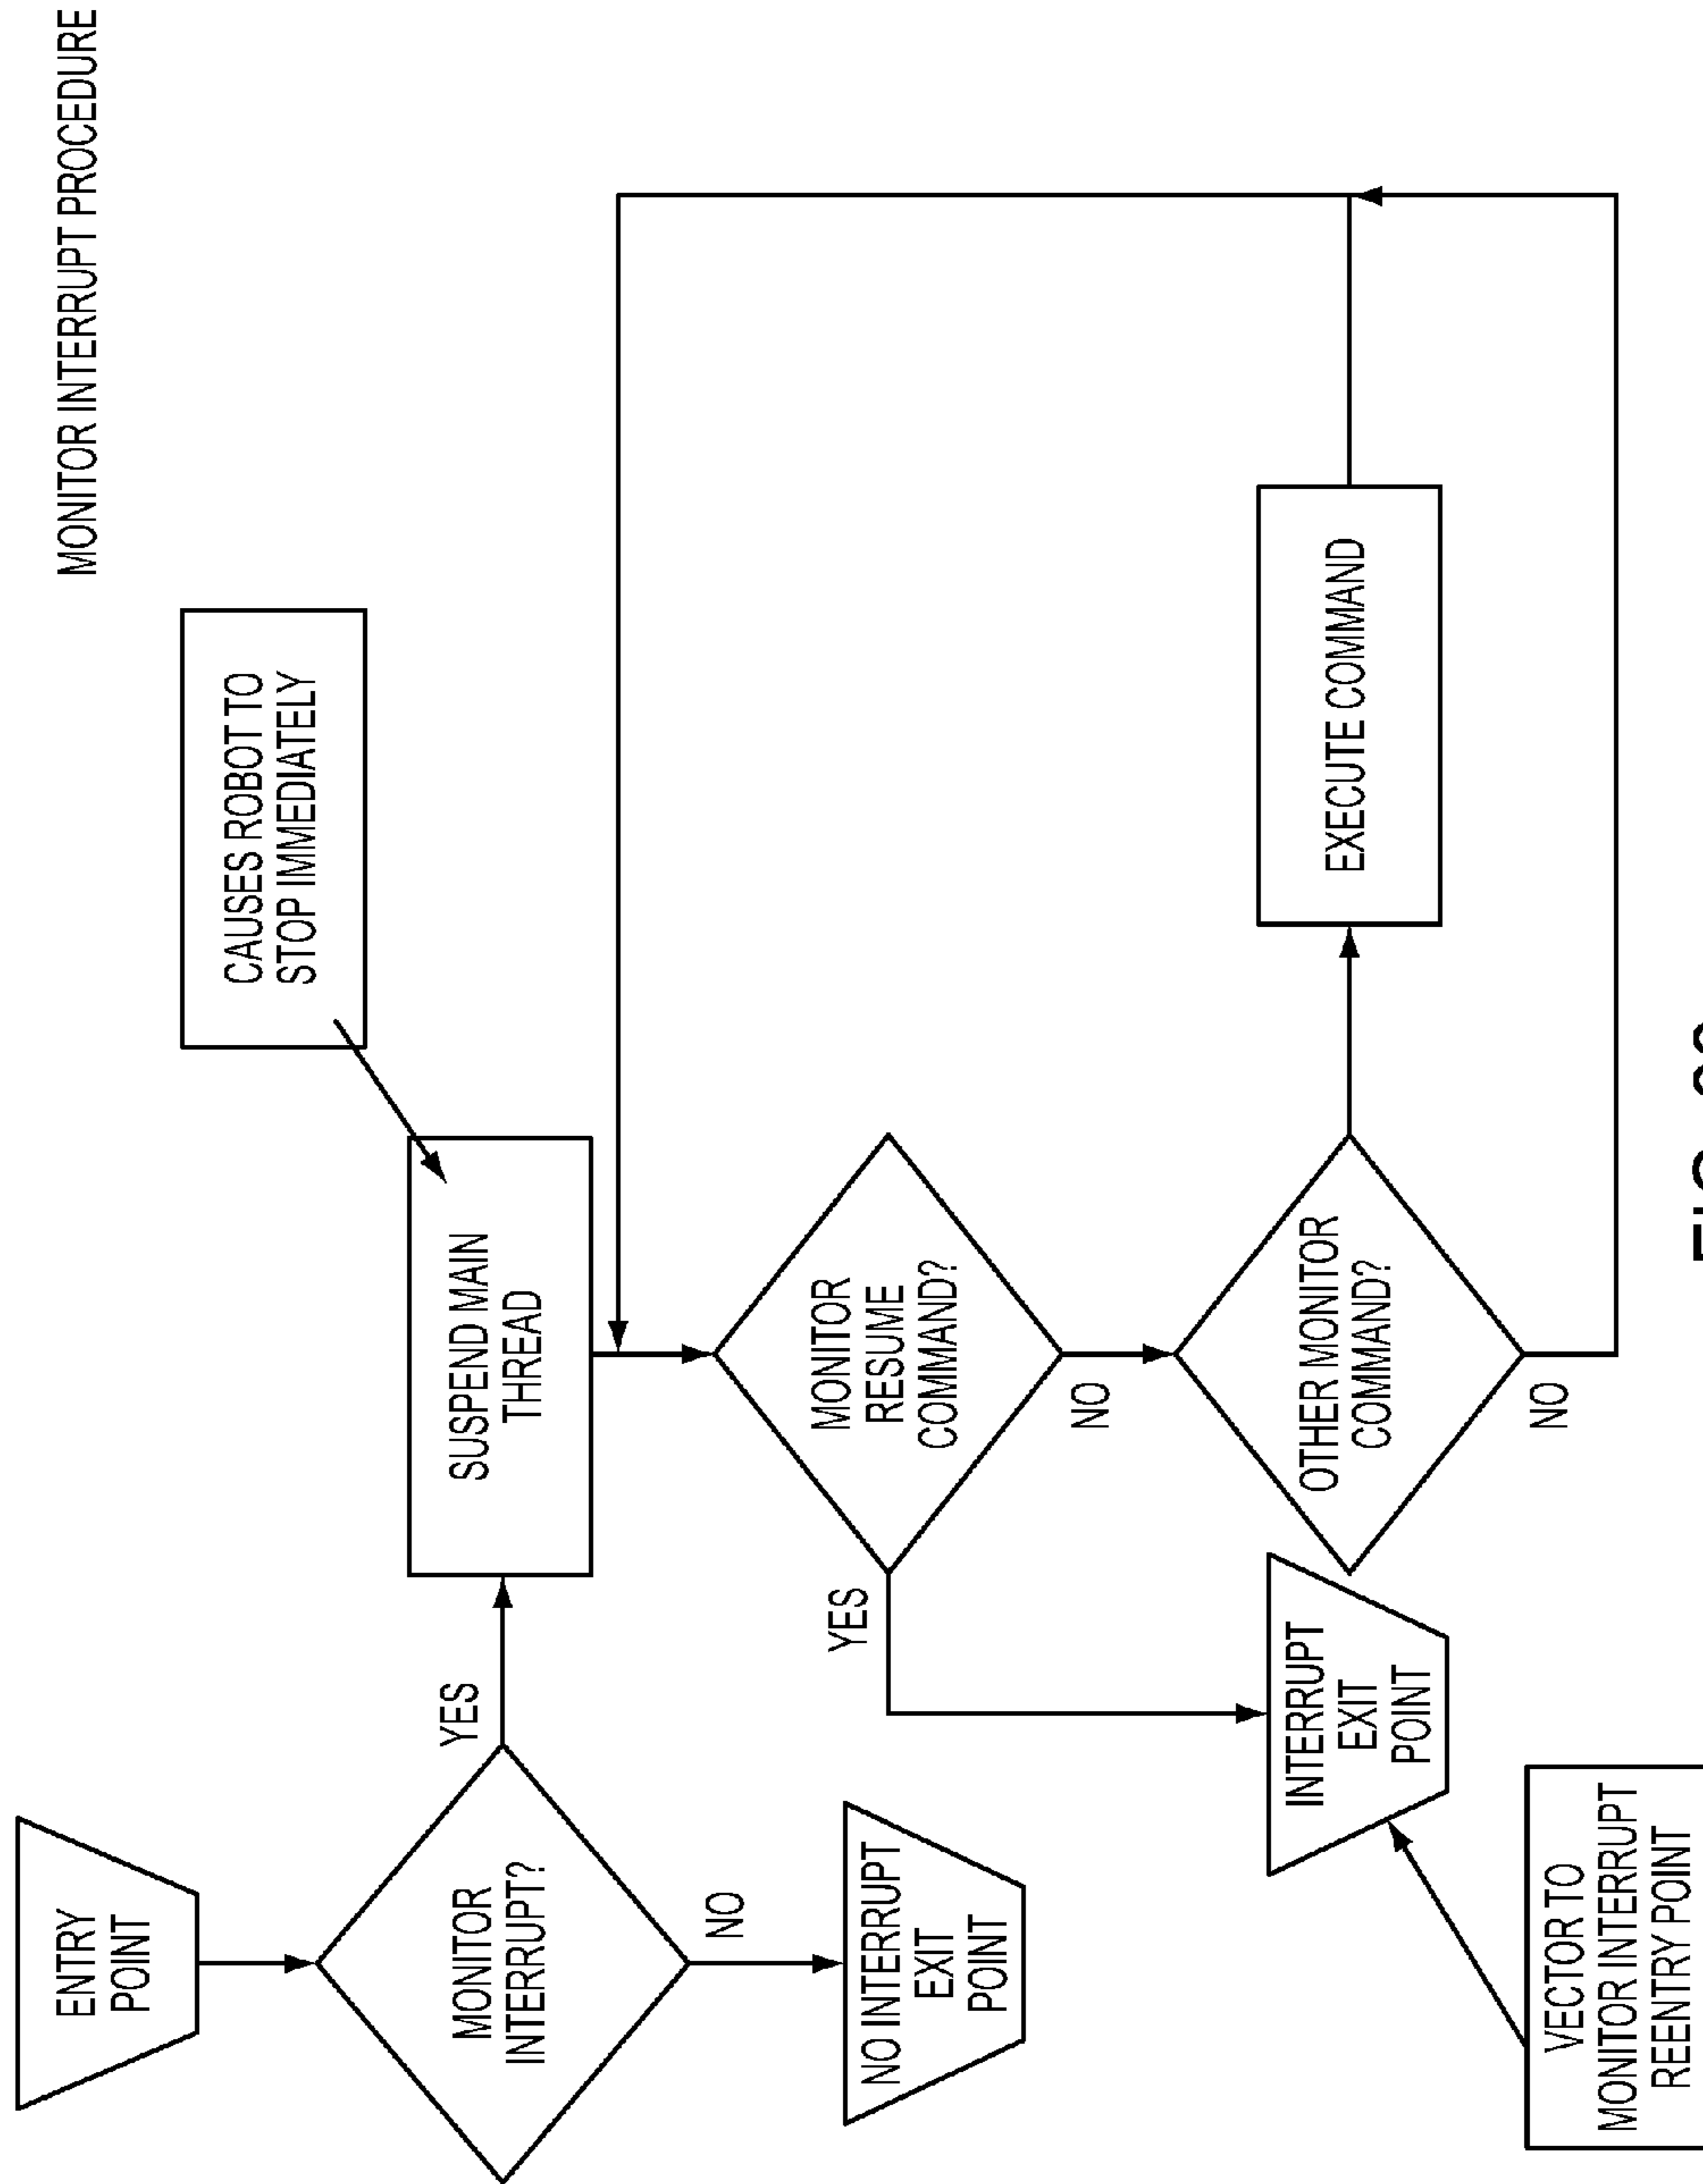 MONITOR INTERRUPT PROCEDURE
ENTRY
POINT
MONITOR
INTERRUPT?
YES
NO
SUSPEND MAIN
THREAD
CAUSES ROBOT TO
STOP IMMEDIATELY
NO INTERRUPT
EXIT
POINT
MONITOR
RESUME
COMMAND?
YES
NO
INTERRUPT
EXIT
POINT
OTHER MONITOR
COMMAND?
NO
EXECUTE COMMAND
VECTOR TO
MONITOR INTERRUPT
REENTRY POINT